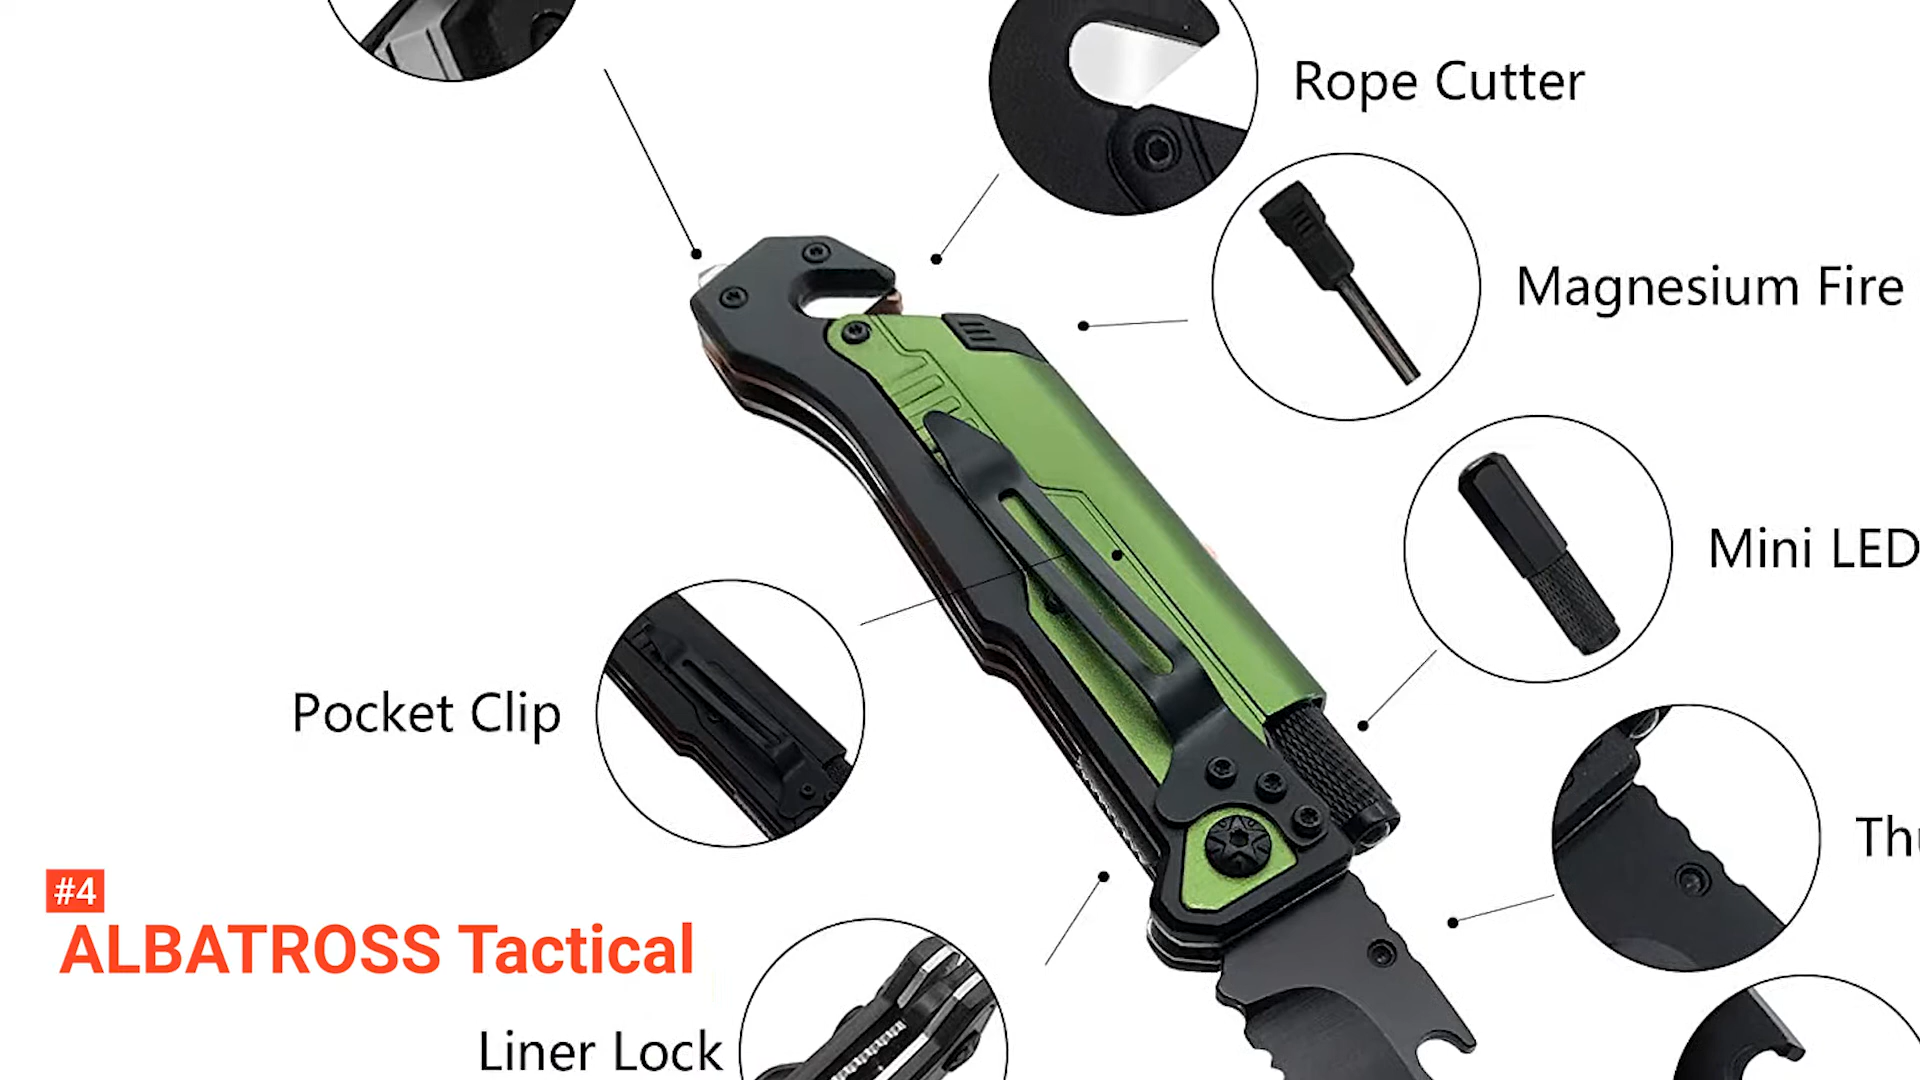 Rope Cutter
Magnesium Fire
Mini LED
Pocket Clip
#4
ALBATROSS Tactical
Liner Lock